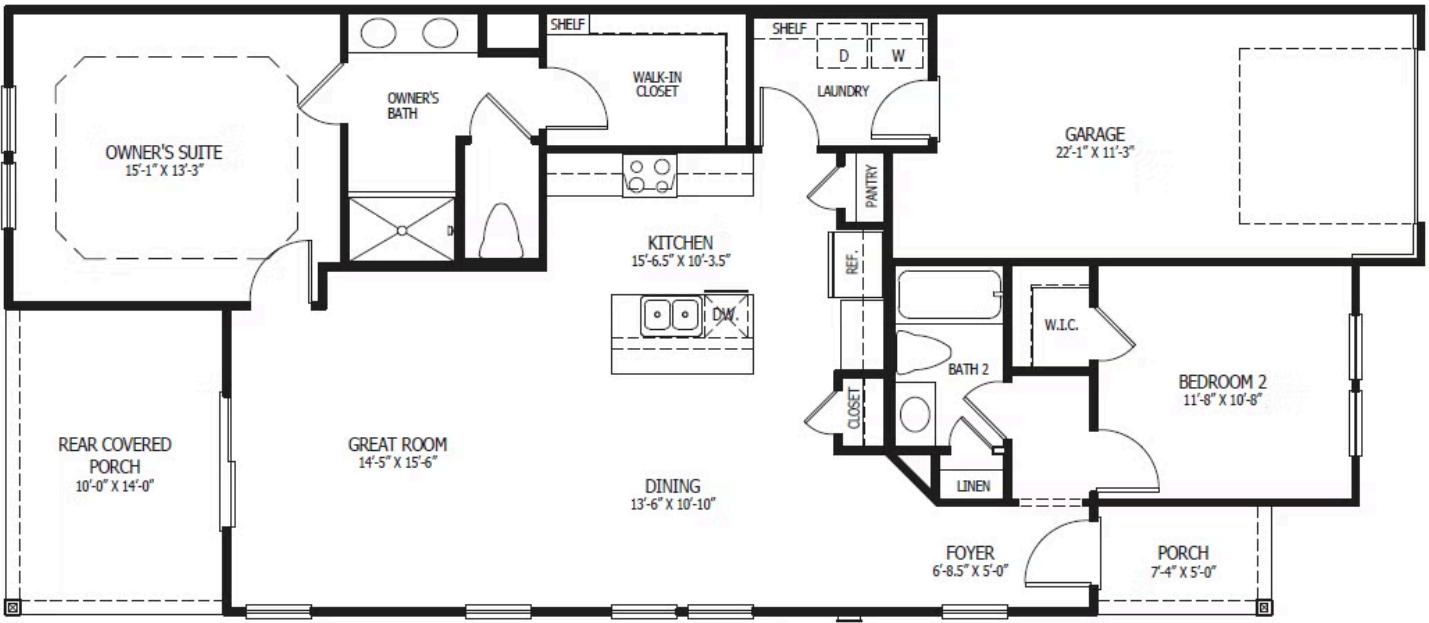 SHELF
SHELF
D
W
WALK-IN
CLOSET
LAUNDRY
OWNER'S
BATH
GARAGE
22'-1" X 11'-3"
OWNER'S SUITE
15'-1" X 13'-3"
PANTRY
KITCHEN
15'-6.5" X 10'-3.5"
REF.
DW.
W.I.C.
BATH 2
BEDROOM 2
11'-8" X 10'-8"
CLOSET
REAR COVERED
PORCH
10'-0" X 14'-0"
GREAT ROOM
14'-5" X 15'-6"
DINING
13'-6" X 10'-10"
LINEN
FOYER
6'-8.5" X 5'-0"
PORCH
7'-4" X 5'-0"